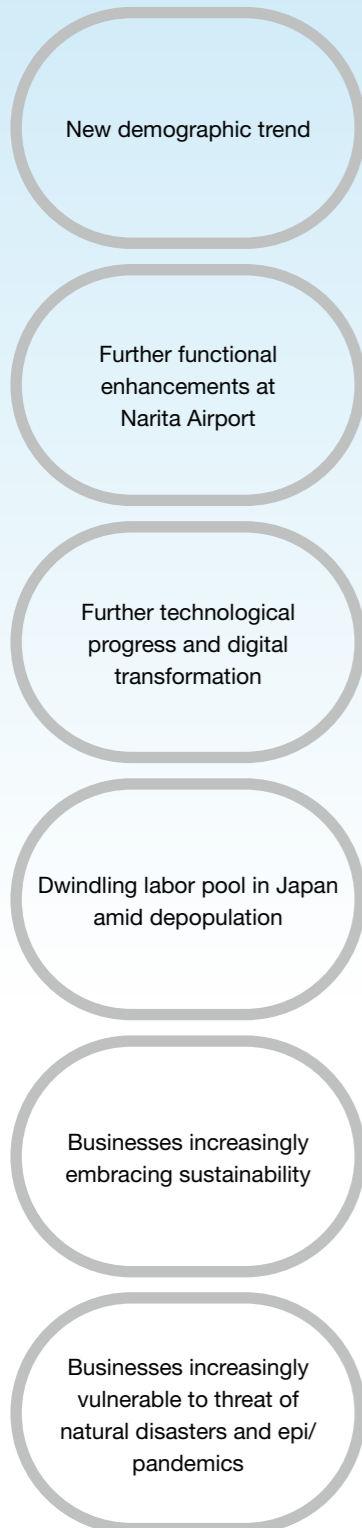 New demographic trend
Further functional
enhancements at
Narita Airport
Further technological
progress and digital
transformation
Dwindling labor pool in Japan
amid depopulation
Businesses increasingly
embracing sustainability
Businesses increasingly
vulnerable to threat of
natural disasters and epi/
pandemics